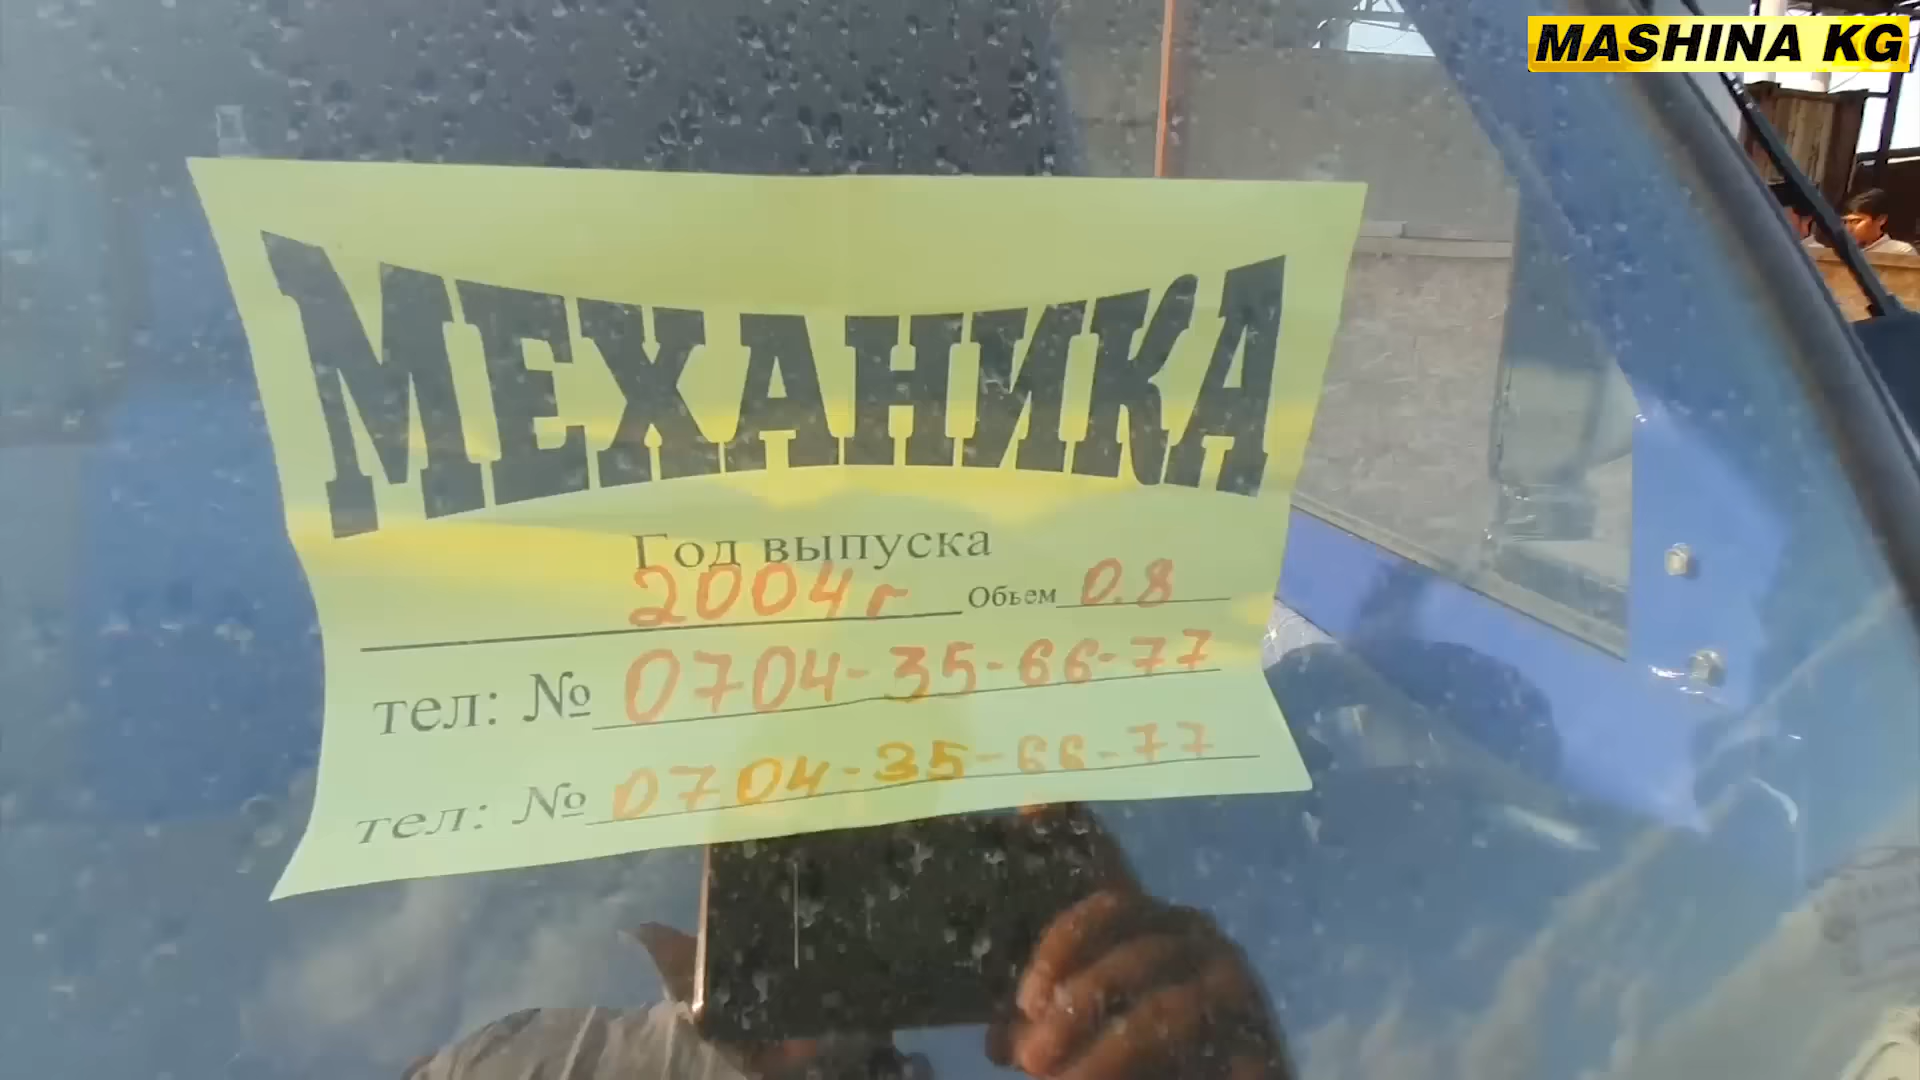 MASHINA KG
МЕХАНИКА
Год выпуска
2004г Обьем 0.8
тел: № 0704-35-66-77
тел: № 0704-35-66-77